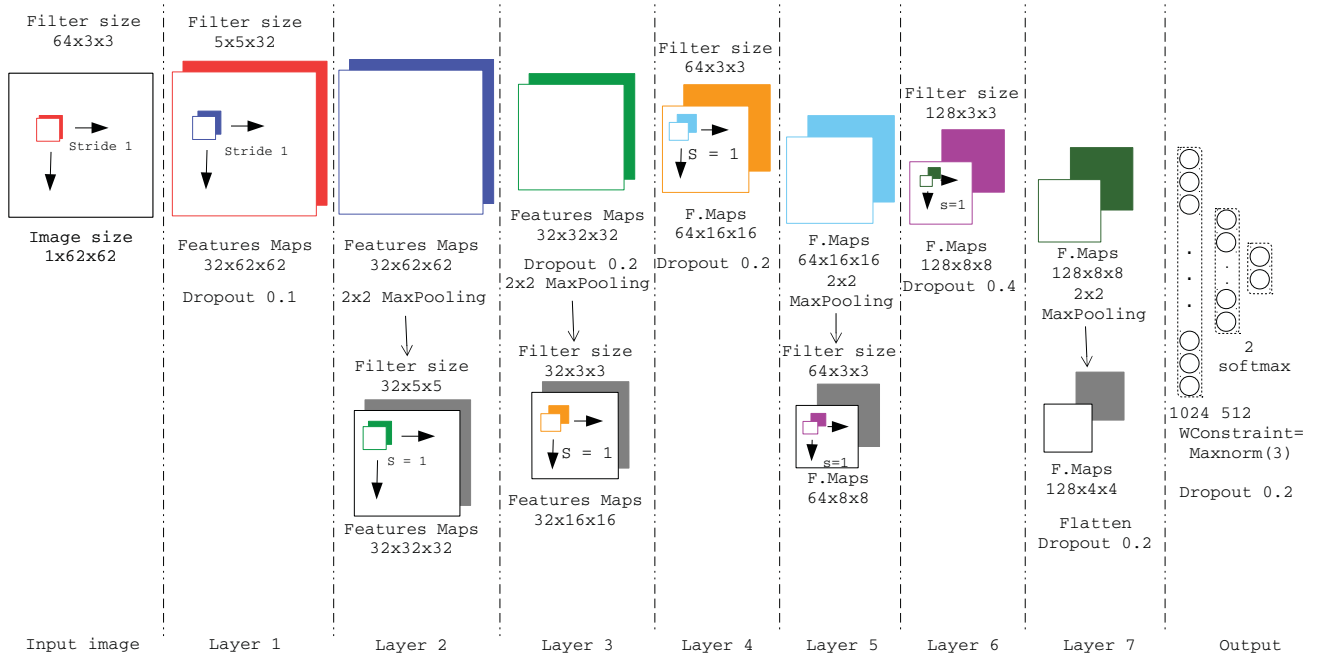 Filter size
64x3x3
Stride 1
Image size
1x62x62
Input image
Filter size
5x5x32
Stride 1
Features Maps
32x62x62
Dropout 0.1
Layer 1
Features Maps
32x62x62
2x2 MaxPooling
Filter size
32x5x5
S = 1
Features Maps
32x32x32
Layer 2
Features Maps
32x32x32
Dropout 0.2
2x2 MaxPooling
Filter size
32x3x3
S = 1
Features Maps
32x16x16
Layer 3
Filter size
64x3x3
S = 1
F.Maps
64x16x16
Dropout 0.2
Layer 4
F.Maps
64x16x16
2x2
MaxPooling
Filter size
64x3x3
s=1
F.Maps
64x8x8
Layer 5
Filter size
128x3x3
s=1
F.Maps
128x8x8
Dropout 0.4
Layer 6
F.Maps
128x8x8
2x2
MaxPooling
F.Maps
128x4x4
Flatten
Dropout 0.2
Layer 7
2
softmax
1024 512
WConstraint=
Maxnorm(3)
Dropout 0.2
Output